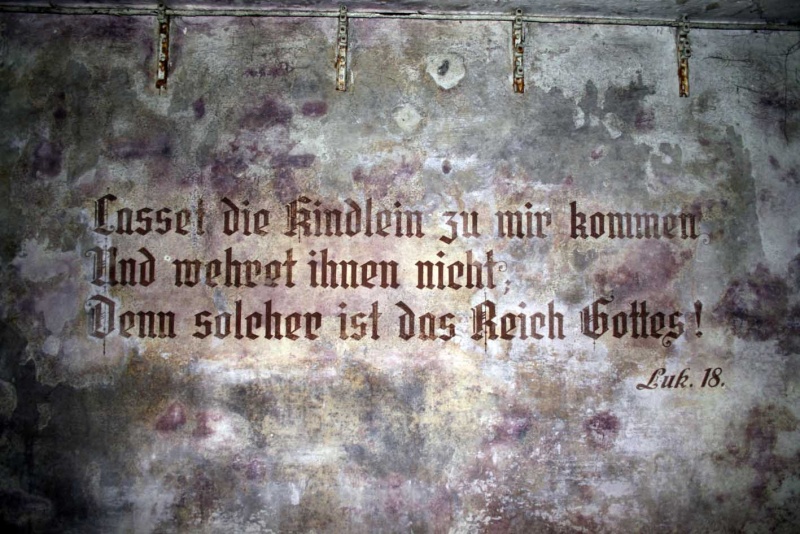 Lasset die Kindlein zu mir kommen
Und wehret ihnen nicht;
Denn solcher ist das Reich Gottes!
Luk. 18.